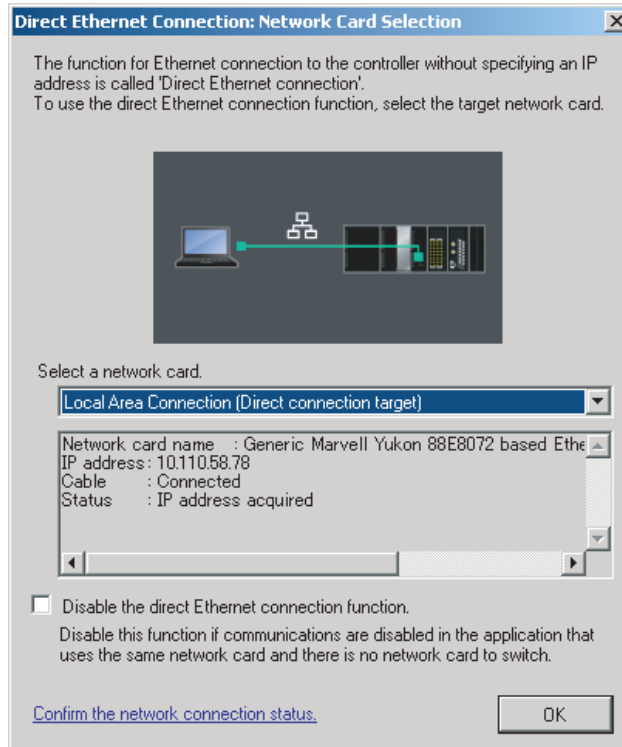 Direct Ethernet Connection: Network Card Selection
The function for Ethernet connection to the controller without specifying an IP
address is called 'Direct Ethernet connection'.
To use the direct Ethernet connection function, select the target network card.
Select a network card.
Local Area Connection (Direct connection target)
Network card name : Generic Marvell Yukon 88E8072 based Ethe
IP address : 10.110.58.78
Cable : Connected
Status : IP address acquired
Disable the direct Ethernet connection function.
Disable this function if communications are disabled in the application that
uses the same network card and there is no network card to switch.
Confirm the network connection status.
OK